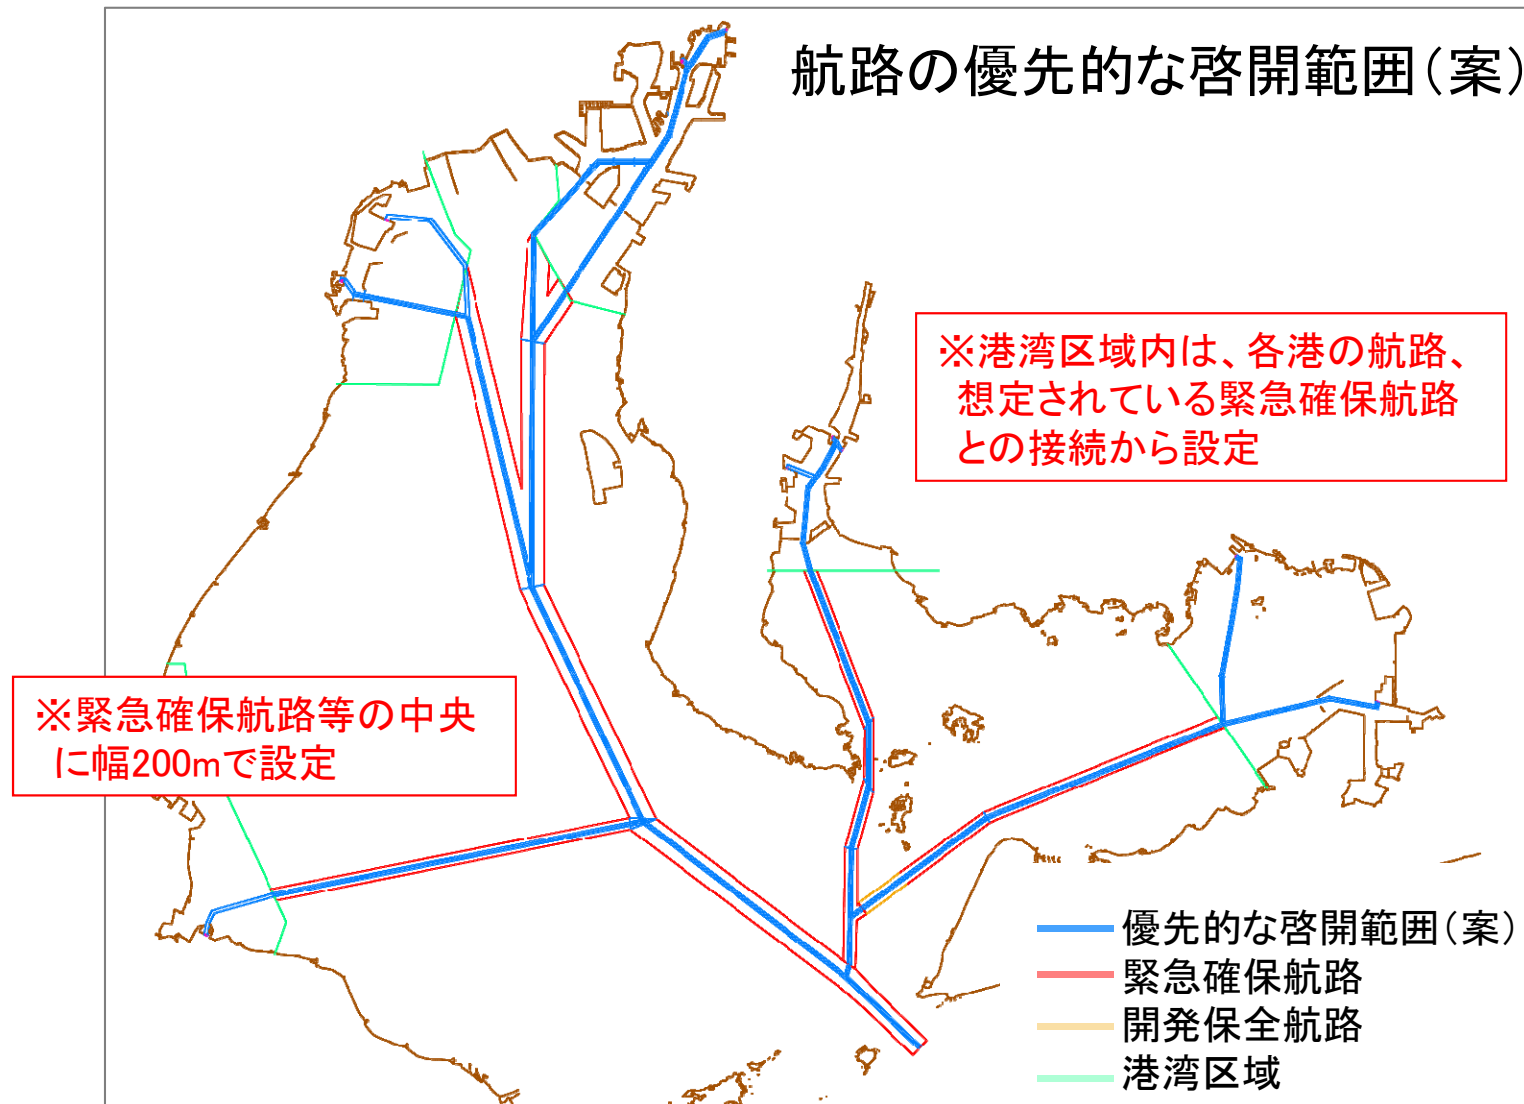 航路の優先的な啓開範囲（案）
※港湾区域内は、各港の航路、
想定されている緊急確保航路
との接続から設定
※緊急確保航路等の中央
に幅200mで設定
優先的な啓開範囲（案）
緊急確保航路
開発保全航路
港湾区域